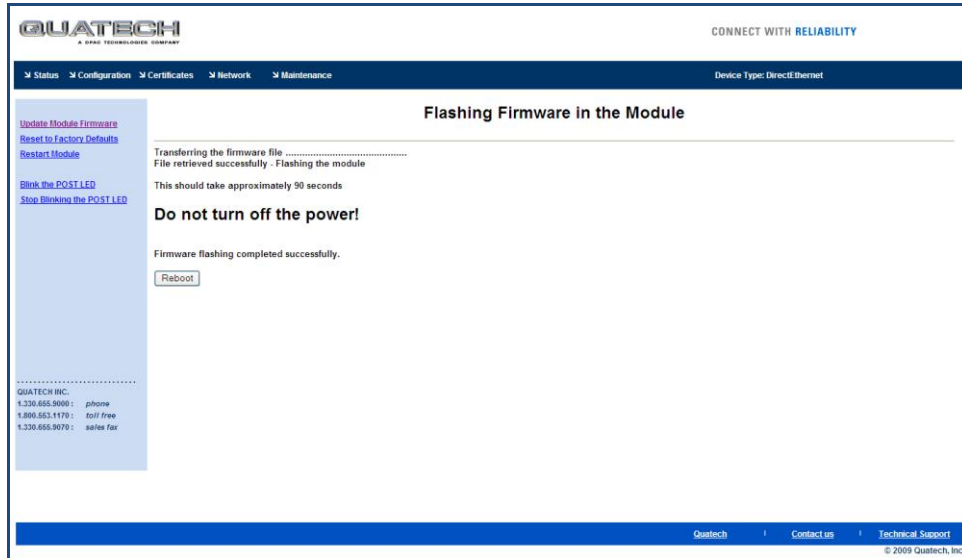 QUATECH
A DPAC TECHNOLOGIES COMPANY
CONNECT WITH RELIABILITY
Status Configuration Certificates Network Maintenance
Device Type: DirectEthernet
Update Module Firmware
Reset to Factory Defaults
Restart Module
Blink the POST LED
Stop Blinking the POST LED
QUATECH INC.
1.330.655.9000 : phone
1.800.553.1170 : toll free
1.330.655.9070 : sales fax
Flashing Firmware in the Module
Transferring the firmware file ..........................................
File retrieved successfully - Flashing the module
This should take approximately 90 seconds
Do not turn off the power!
Firmware flashing completed successfully.
Reboot
Quatech | Contact us | Technical Support
© 2009 Quatech, Inc